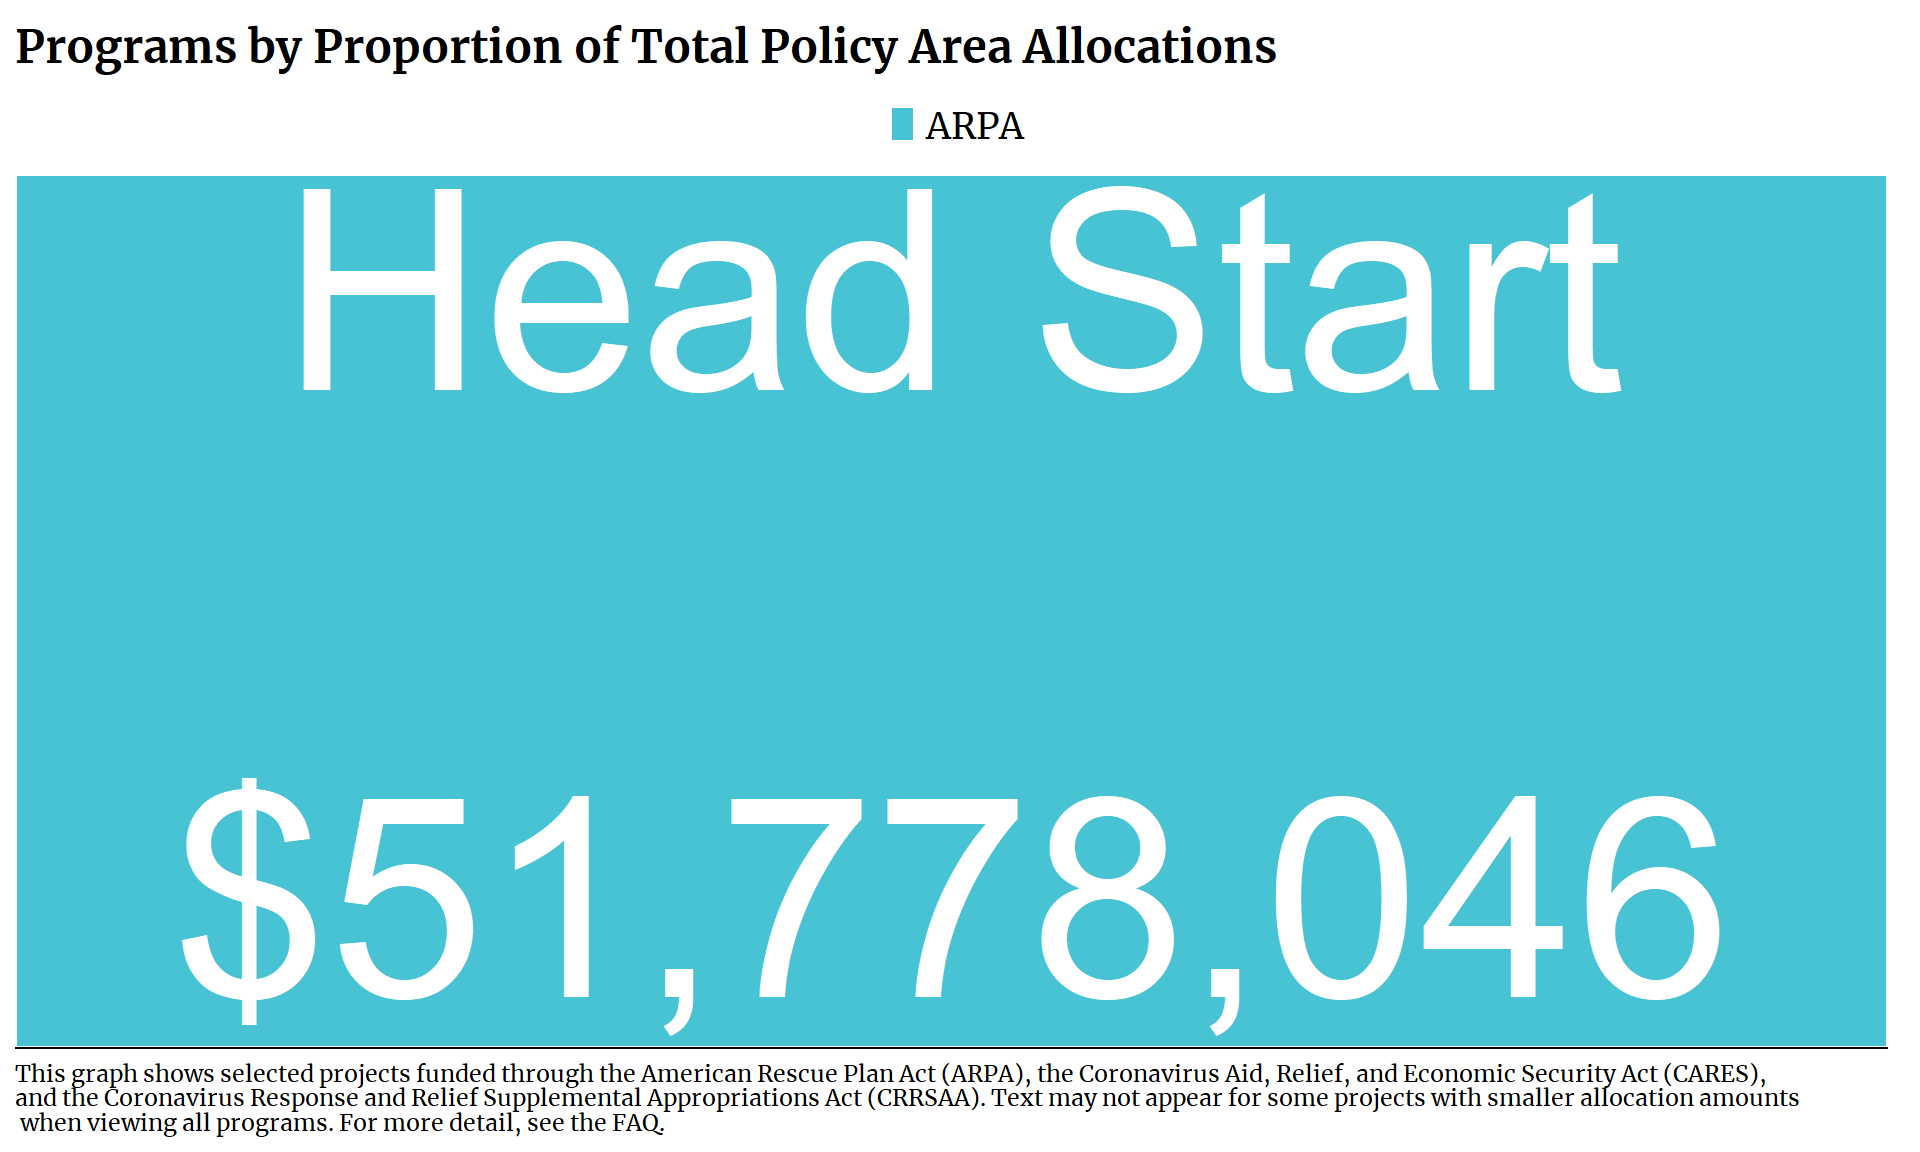 Programs by Proportion of Total Policy Area Allocations
ARPA
Head Start
$51,778,046
This graph shows selected projects funded through the American Rescue Plan Act (ARPA), the Coronavirus Aid, Relief, and Economic Security Act (CARES),
and the Coronavirus Response and Relief Supplemental Appropriations Act (CRRSAA). Text may not appear for some projects with smaller allocation amounts
when viewing all programs. For more detail, see the FAQ.